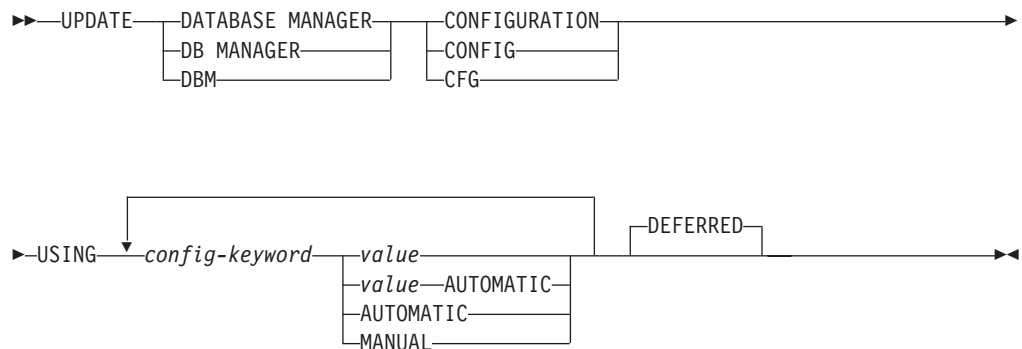 UPDATE DATABASE MANAGER CONFIGURATION
DB MANAGER CONFIG
DBM CFG
DEFERRED
USING config-keyword value
value AUTOMATIC
AUTOMATIC
MANUAL